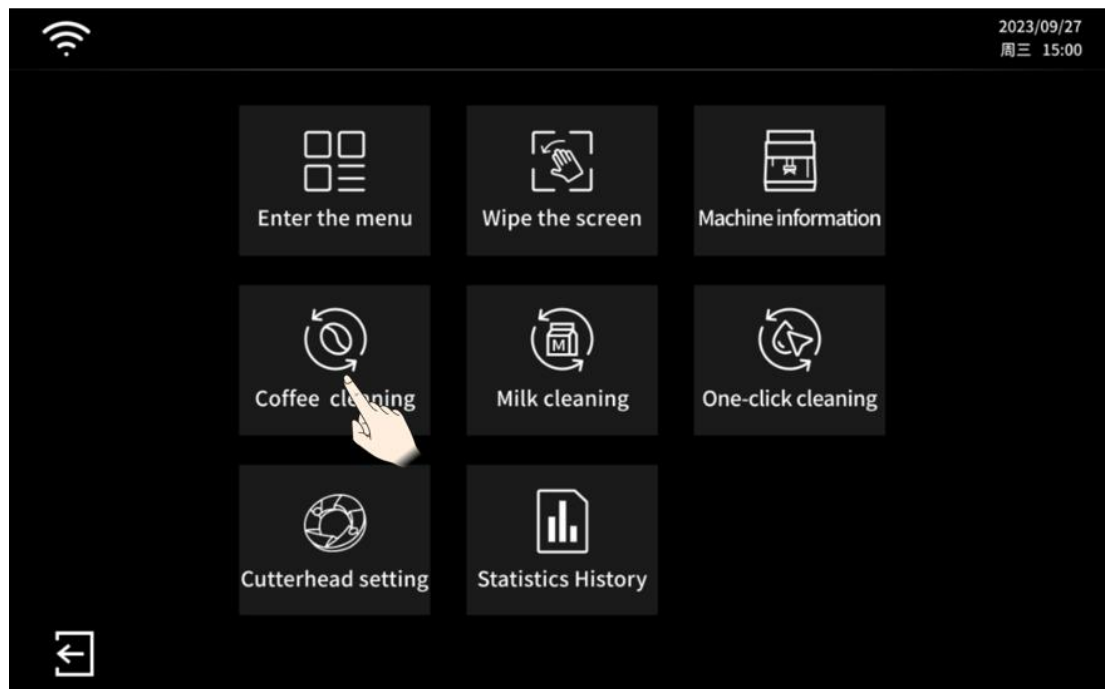 2023/09/27
周三 15:00
Enter the menu
Wipe the screen
Machine information
Coffee cleaning
M
Milk cleaning
One-click cleaning
Cutterhead setting
Statistics History